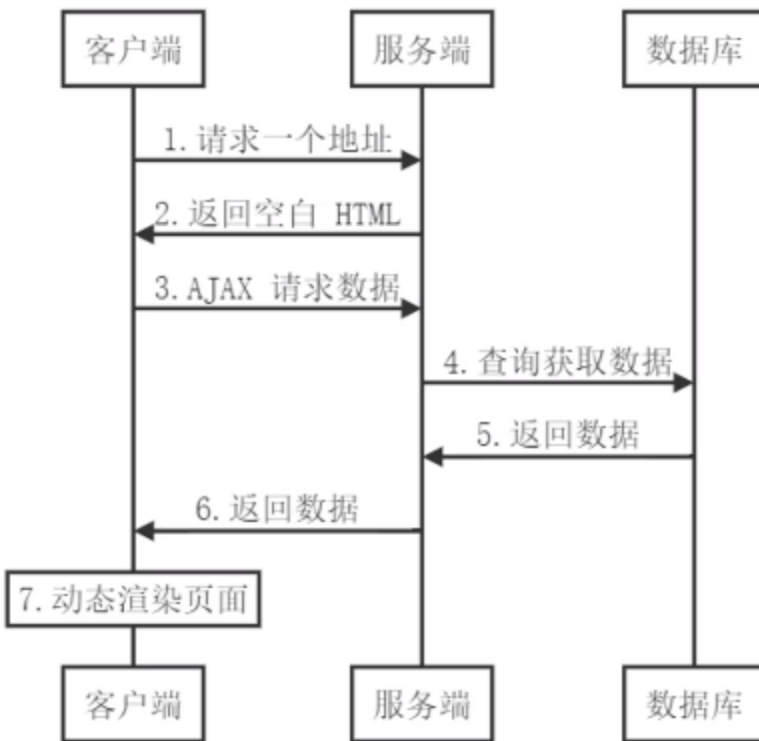 客户端 服务端 数据库
1.请求一个地址
2.返回空白 HTML
3.AJAX 请求数据
4.查询获取数据
5.返回数据
6.返回数据
7.动态渲染页面
客户端 服务端 数据库